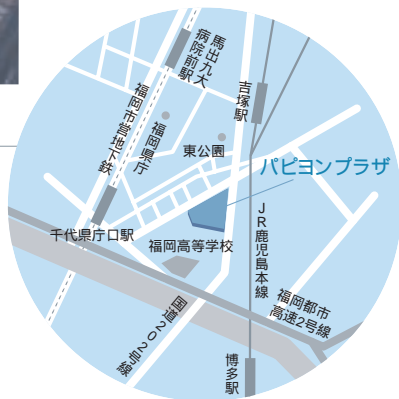 馬出九大
病院前駅
吉塚駅
福岡市営地下鉄
福岡県庁
東公園
パピヨンプラザ
千代県庁口駅
福岡高等学校
JR鹿児島本線
国道202号線
福岡都市
高速2号線
博多駅